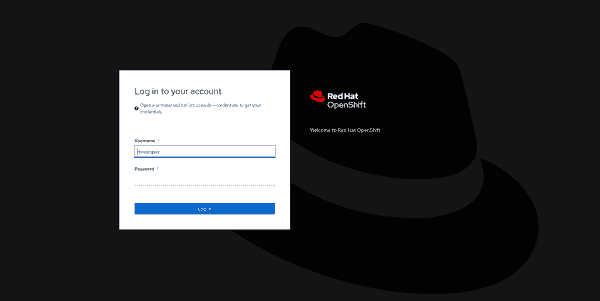 Log in to your account
Open a terminal and run 'crc console --credentials' to get your
credentials.
Username *
developer
Password *
Log in
Red Hat
OpenShift
Welcome to Red Hat OpenShift